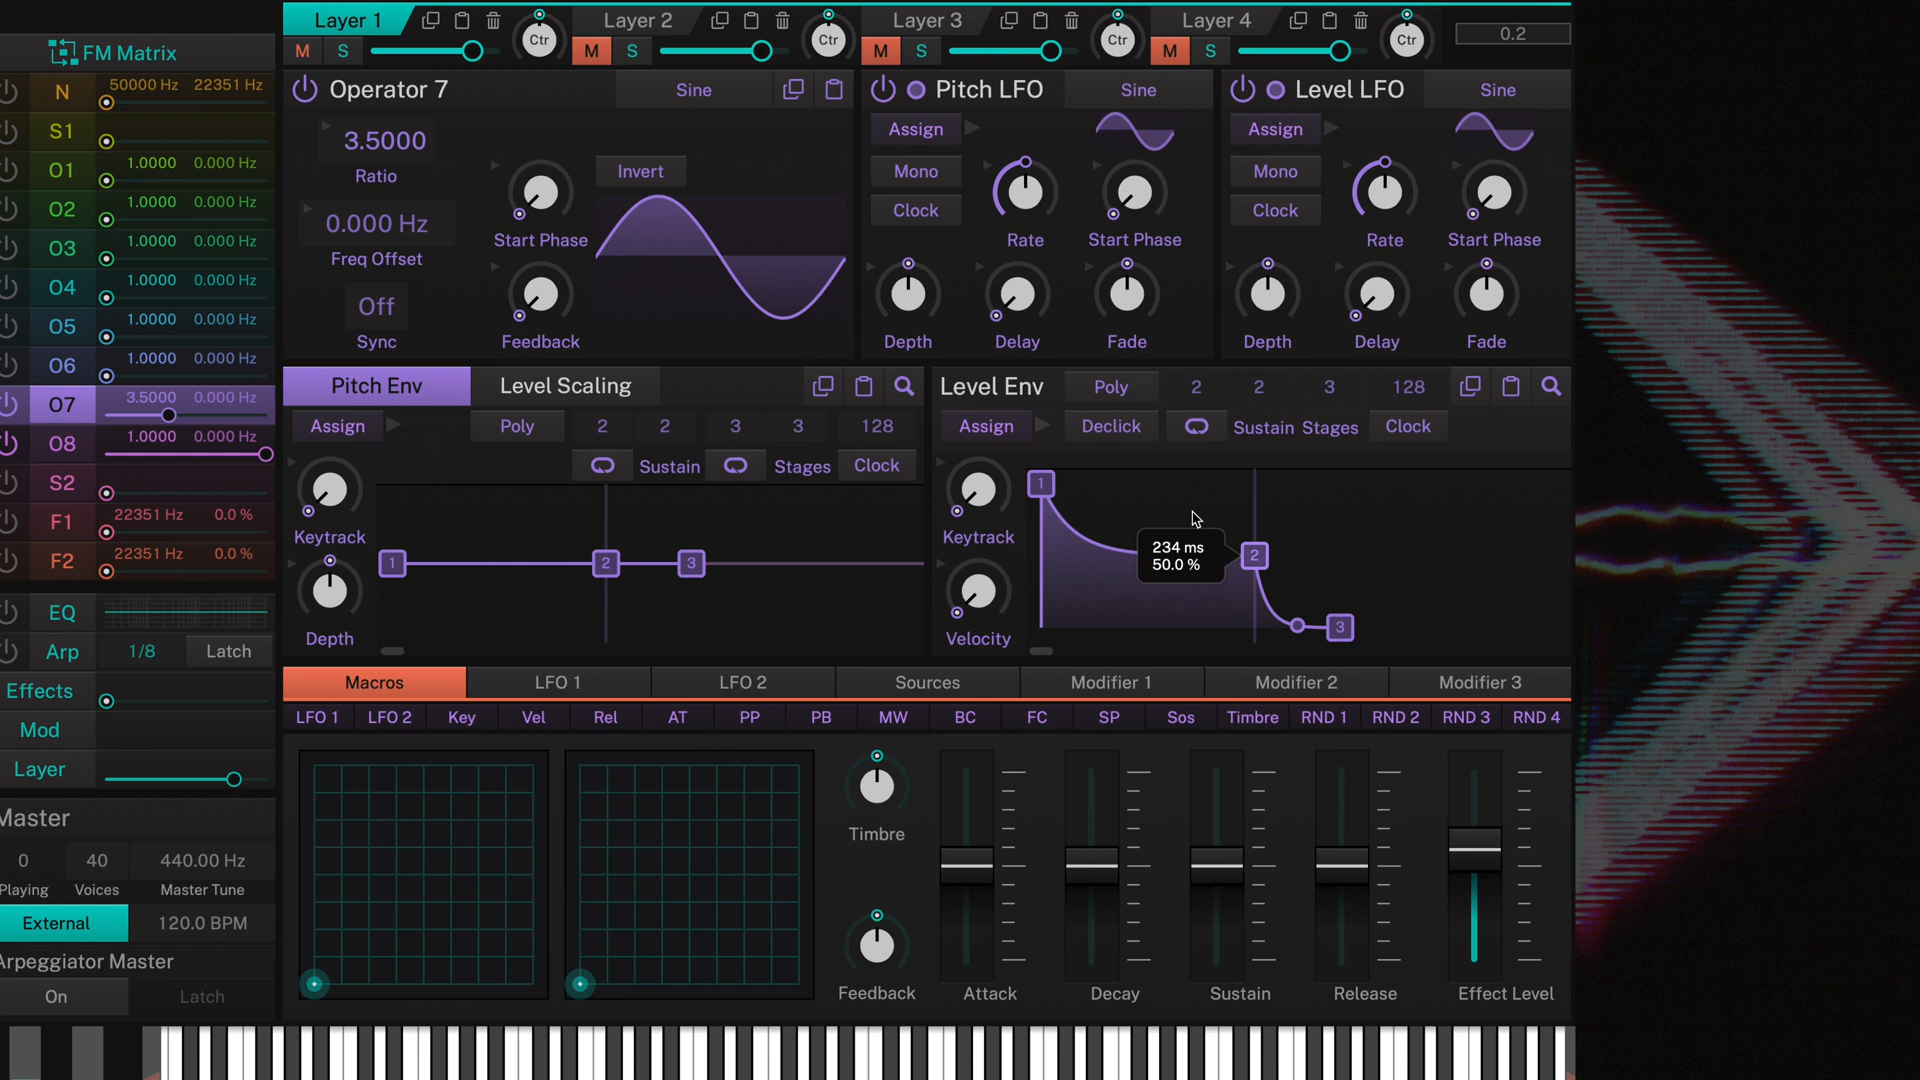 Layer 1
Layer 2
Layer 3
Layer 4
M S Ctr
M S Ctr
M S Ctr
M S Ctr
0.2
FM Matrix
N 50000 Hz 22351 Hz
S1
O1 1.0000 0.000 Hz
O2 1.0000 0.000 Hz
O3 1.0000 0.000 Hz
O4 1.0000 0.000 Hz
O5 1.0000 0.000 Hz
O6 1.0000 0.000 Hz
O7 3.5000 0.000 Hz
O8 1.0000 0.000 Hz
S2
F1 22351 Hz 0.0 %
F2 22351 Hz 0.0 %
EQ
Arp 1/8 Latch
Effects
Mod
Layer
Master
0 40 440.00 Hz
Playing Voices Master Tune
External 120.0 BPM
Arpeggiator Master
On Latch
Operator 7 Sine
3.5000
Ratio
0.000 Hz
Freq Offset
Off
Sync
Start Phase
Feedback
Invert
Pitch LFO Sine
Assign
Mono
Clock
Rate Start Phase
Depth Delay Fade
Level LFO Sine
Assign
Mono
Clock
Rate Start Phase
Depth Delay Fade
Pitch Env Level Scaling
Assign Poly 2 2 3 3 128
Sustain Stages Clock
Keytrack
Depth
1 2 3
Level Env Poly 2 2 3 128
Assign Declick Sustain Stages Clock
Keytrack
Velocity
1
234 ms
50.0 %
2
3
Macros LFO 1 LFO 2 Sources Modifier 1 Modifier 2 Modifier 3
LFO 1 LFO 2 Key Vel Rel AT PP PB MW BC FC SP Sos Timbre RND 1 RND 2 RND 3 RND 4
Timbre
Feedback Attack Decay Sustain Release Effect Level